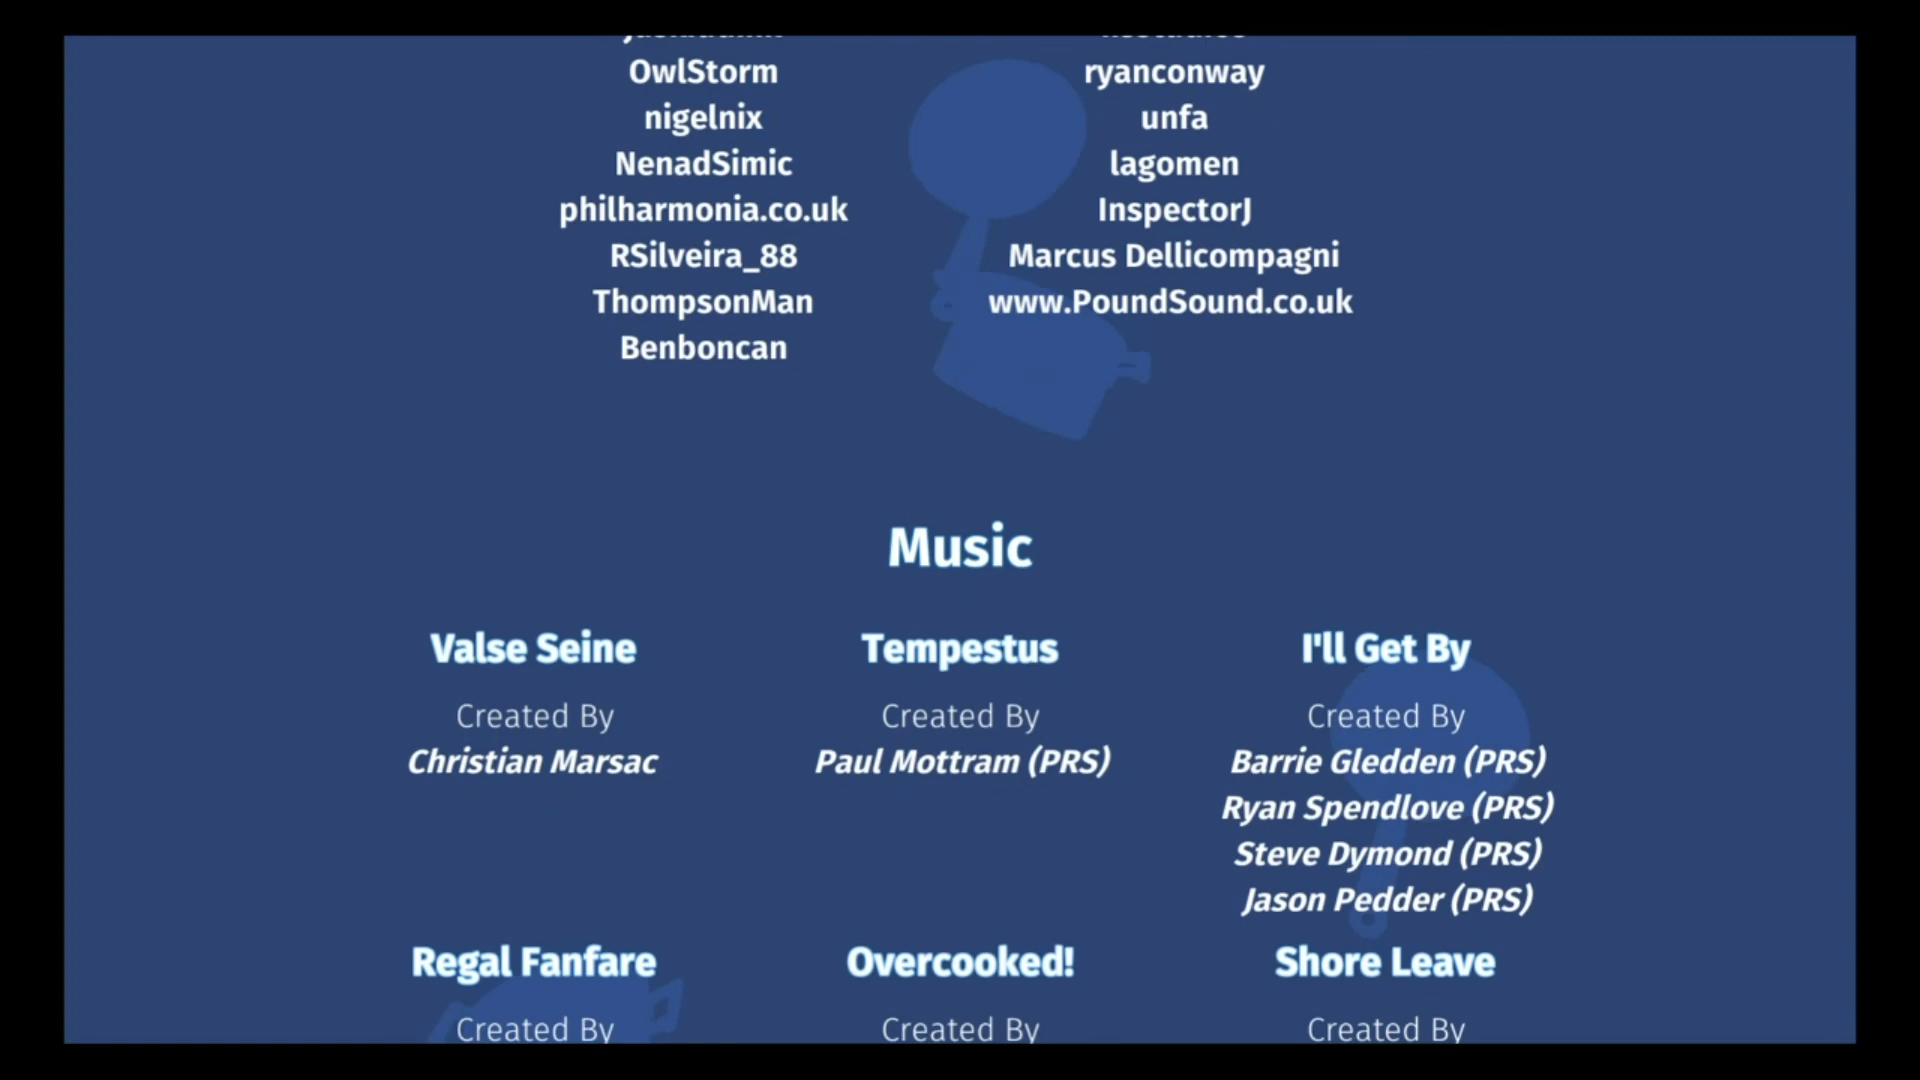 OwlStorm
nigelnix
NenadSimic
philharmonia.co.uk
RSilveira_88
ThompsonMan
Benboncan
ryanconway
unfa
lagomen
InspectorJ
Marcus Dellicompagni
www.PoundSound.co.uk
Music
Valse Seine
Created By
Christian Marsac
Tempestus
Created By
Paul Mottram (PRS)
I'll Get By
Created By
Barrie Gledden (PRS)
Ryan Spendlove (PRS)
Steve Dymond (PRS)
Jason Pedder (PRS)
Regal Fanfare
Created By
Overcooked!
Created By
Shore Leave
Created By